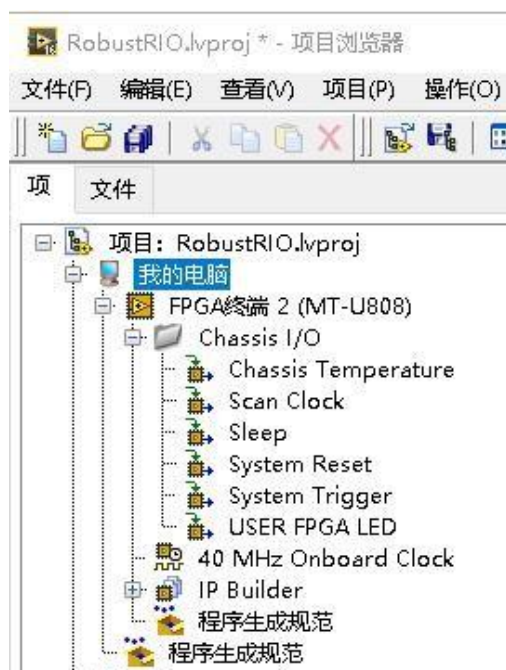 RobustRIO.lvproj * - 项目浏览器
文件(F) 编辑(E) 查看(V) 项目(P) 操作(O)
项 文件
项目: RobustRIO.lvproj
我的电脑
FPGA终端 2 (MT-U808)
Chassis I/O
Chassis Temperature
Scan Clock
Sleep
System Reset
System Trigger
USER FPGA LED
40 MHz Onboard Clock
IP Builder
程序生成规范
程序生成规范